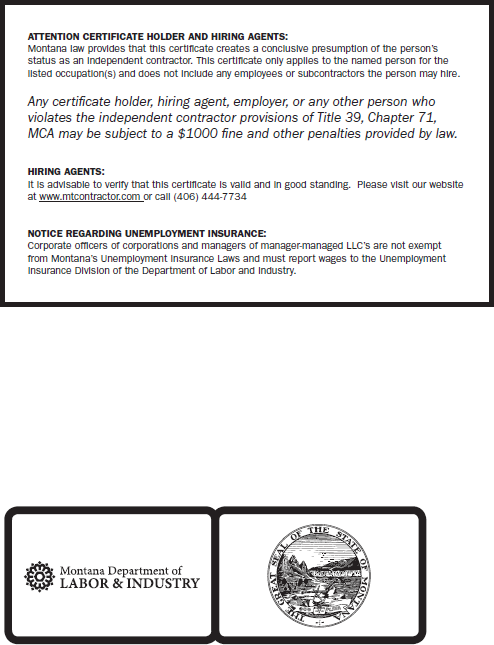 ATTENTION CERTIFICATE HOLDER AND HIRING AGENTS:
Montana law provides that this certificate creates a conclusive presumption of the person's
status as an independent contractor. This certificate only applies to the named person for the
listed occupation(s) and does not include any employees or subcontractors the person may hire.
Any certificate holder, hiring agent, employer, or any other person who
violates the independent contractor provisions of Title 39, Chapter 71,
MCA may be subject to a $1000 fine and other penalties provided by law.
HIRING AGENTS:
It is advisable to verify that this certificate is valid and in good standing.  Please visit our website
at www.mtcontractor.com or call (406) 444-7734
NOTICE REGARDING UNEMPLOYMENT INSURANCE:
Corporate officers of corporations and managers of manager-managed LLC's are not exempt
from Montana's Unemployment Insurance Laws and must report wages to the Unemployment
Insurance Division of the Department of Labor and Industry.
Montana Department of
LABOR & INDUSTRY
THE GREAT SEAL OF THE STATE OF MONTANA